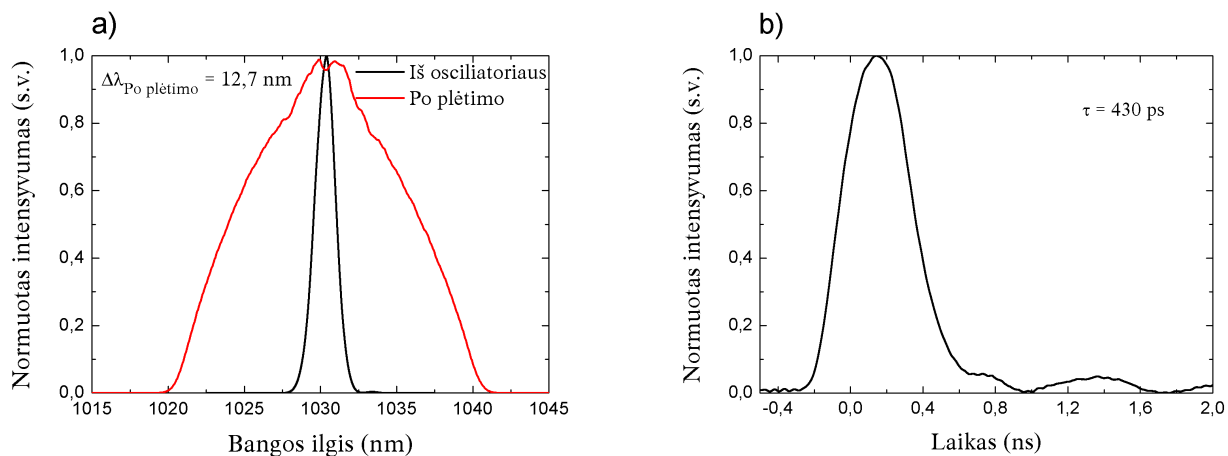 a)
Normuotas intensyvumas (s.v.)
1,0
0,8
0,6
0,4
0,2
0,0
ΔλPo plėtimo = 12,7 nm
Iš osciliatoriaus
Po plėtimo
1015 1020 1025 1030 1035 1040 1045
Bangos ilgis (nm)
b)
Normuotas intensyvumas (s.v.)
1,0
0,8
0,6
0,4
0,2
0,0
τ = 430 ps
-0,4 0,0 0,4 0,8 1,2 1,6 2,0
Laikas (ns)